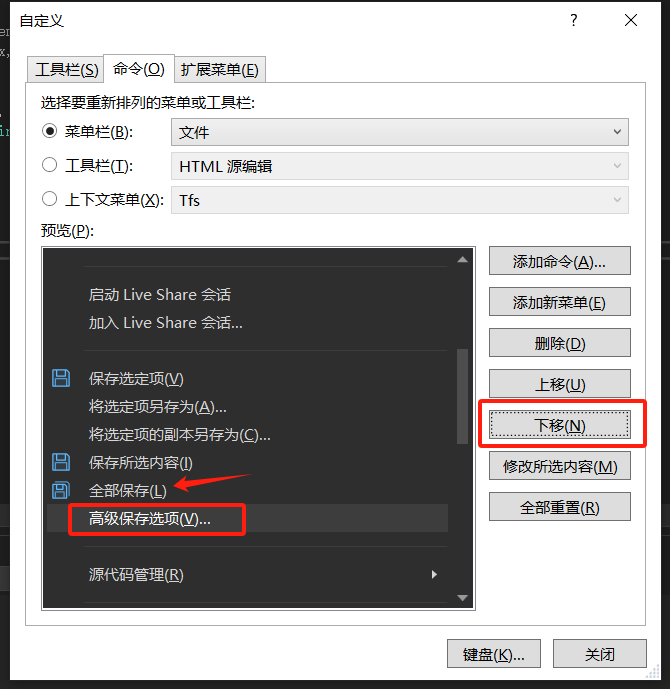 自定义
?
工具栏(S) 命令(O) 扩展菜单(E)
选择要重新排列的菜单或工具栏:
菜单栏(B): 文件
工具栏(T): HTML 源编辑
上下文菜单(X): Tfs
预览(P):
启动 Live Share 会话
加入 Live Share 会话...
保存选定项(V)
将选定项另存为(A)...
将选定项的副本另存为(C)...
保存所选内容(I)
全部保存(L)
高级保存选项(V)...
源代码管理(R)
添加命令(A)...
添加新菜单(E)
删除(D)
上移(U)
下移(N)
修改所选内容(M)
全部重置(R)
键盘(K)... 关闭